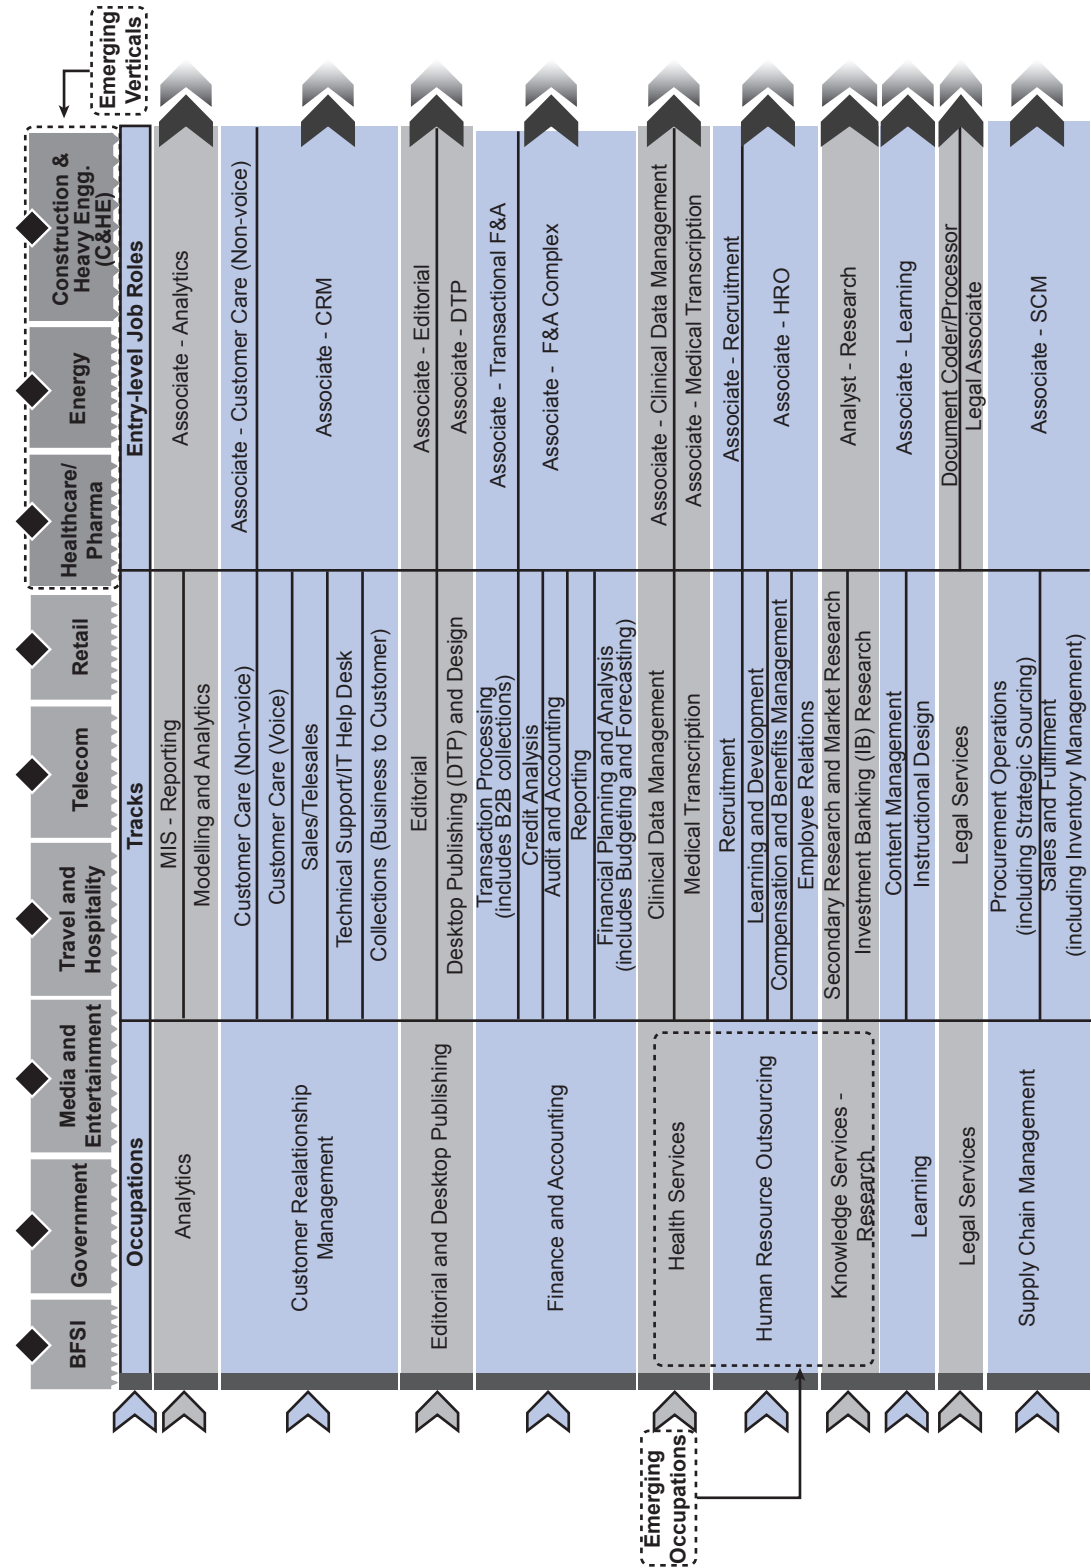 BFSI
Government
Media and
Entertainment
Travel and
Hospitality
Telecom
Retail
Healthcare/
Pharma
Energy
Construction &
Heavy Engg.
(C&HE)
Emerging
Verticals
Occupations
Tracks
Entry-level Job Roles
Analytics
MIS - Reporting
Modelling and Analytics
Associate - Analytics
Customer Realationship
Management
Customer Care (Non-voice)
Customer Care (Voice)
Sales/Telesales
Technical Support/IT Help Desk
Collections (Business to Customer)
Associate - Customer Care (Non-voice)
Associate - CRM
Editorial and Desktop Publishing
Editorial
Desktop Publishing (DTP) and Design
Associate - Editorial
Associate - DTP
Finance and Accounting
Transaction Processing
(includes B2B collections)
Credit Analysis
Audit and Accounting
Reporting
Financial Planning and Analysis
(includes Budgeting and Forecasting)
Associate - Transactional F&A
Associate - F&A Complex
Emerging
Occupations
Health Services
Clinical Data Management
Medical Transcription
Associate - Clinical Data Management
Associate - Medical Transcription
Human Resource Outsourcing
Recruitment
Learning and Development
Compensation and Benefits Management
Employee Relations
Associate - Recruitment
Associate - HRO
Knowledge Services -
Research
Secondary Research and Market Research
Investment Banking (IB) Research
Analyst - Research
Learning
Content Management
Instructional Design
Associate - Learning
Legal Services
Legal Services
Document Coder/Processor
Legal Associate
Supply Chain Management
Procurement Operations
(including Strategic Sourcing)
Sales and Fulfilment
(including Inventory Management)
Associate - SCM